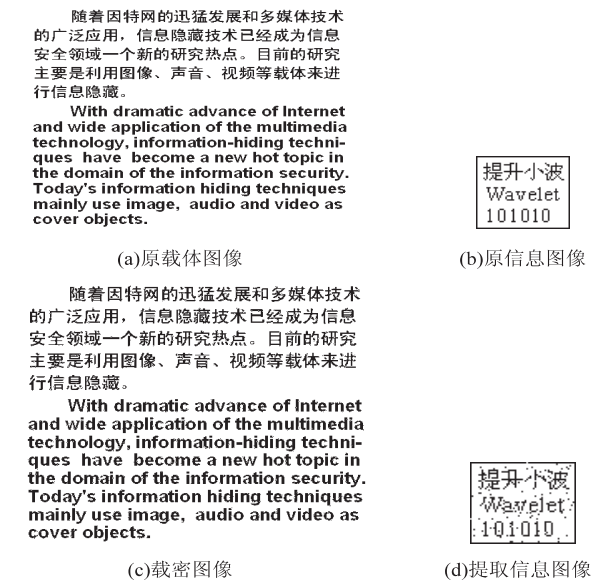 随着因特网的迅猛发展和多媒体技术
的广泛应用，信息隐藏技术已经成为信息
安全领域一个新的研究热点。目前的研究
主要是利用图像、声音、视频等载体来进
行信息隐藏。
With dramatic advance of Internet
and wide application of the multimedia
technology, information-hiding techni-
ques have become a new hot topic in
the domain of the information security.
Today's information hiding techniques
mainly use image, audio and video as
cover objects.
(a)原载体图像
提升小波
Wavelet
101010
(b)原信息图像
随着因特网的迅猛发展和多媒体技术
的广泛应用，信息隐藏技术已经成为信息
安全领域一个新的研究热点。目前的研究
主要是利用图像、声音、视频等载体来进
行信息隐藏。
With dramatic advance of Internet
and wide application of the multimedia
technology, information-hiding techni-
ques have become a new hot topic in
the domain of the information security.
Today's information hiding techniques
mainly use image, audio and video as
cover objects.
(c)载密图像
提升小波
Wavelet
101010
(d)提取信息图像